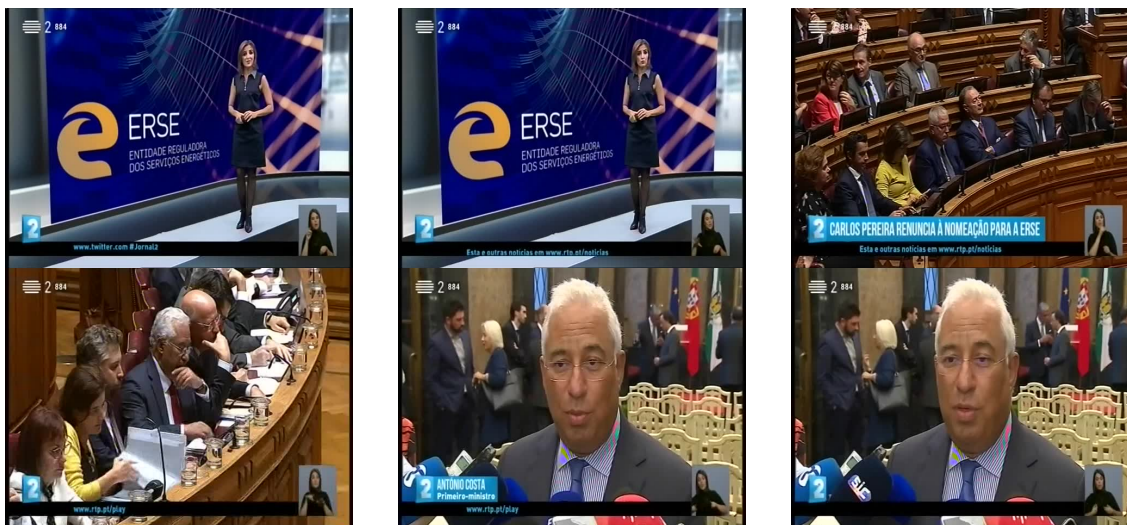 2 884
ERSE
ENTIDADE REGULADORA
DOS SERVIÇOS ENERGÉTICOS
2
www.twitter.com #Jornal2
2 884
ERSE
ENTIDADE REGULADORA
DOS SERVIÇOS ENERGÉTICOS
2
Esta e outras notícias em www.rtp.pt/noticias
2 884
2
CARLOS PEREIRA RENUNCIA À NOMEAÇÃO PARA A ERSE
Esta e outras notícias em www.rtp.pt/noticias
2 884
2
www.rtp.pt/play
2 884
2
ANTÓNIO COSTA
Primeiro-ministro
www.rtp.pt/play
2 884
SIC
2